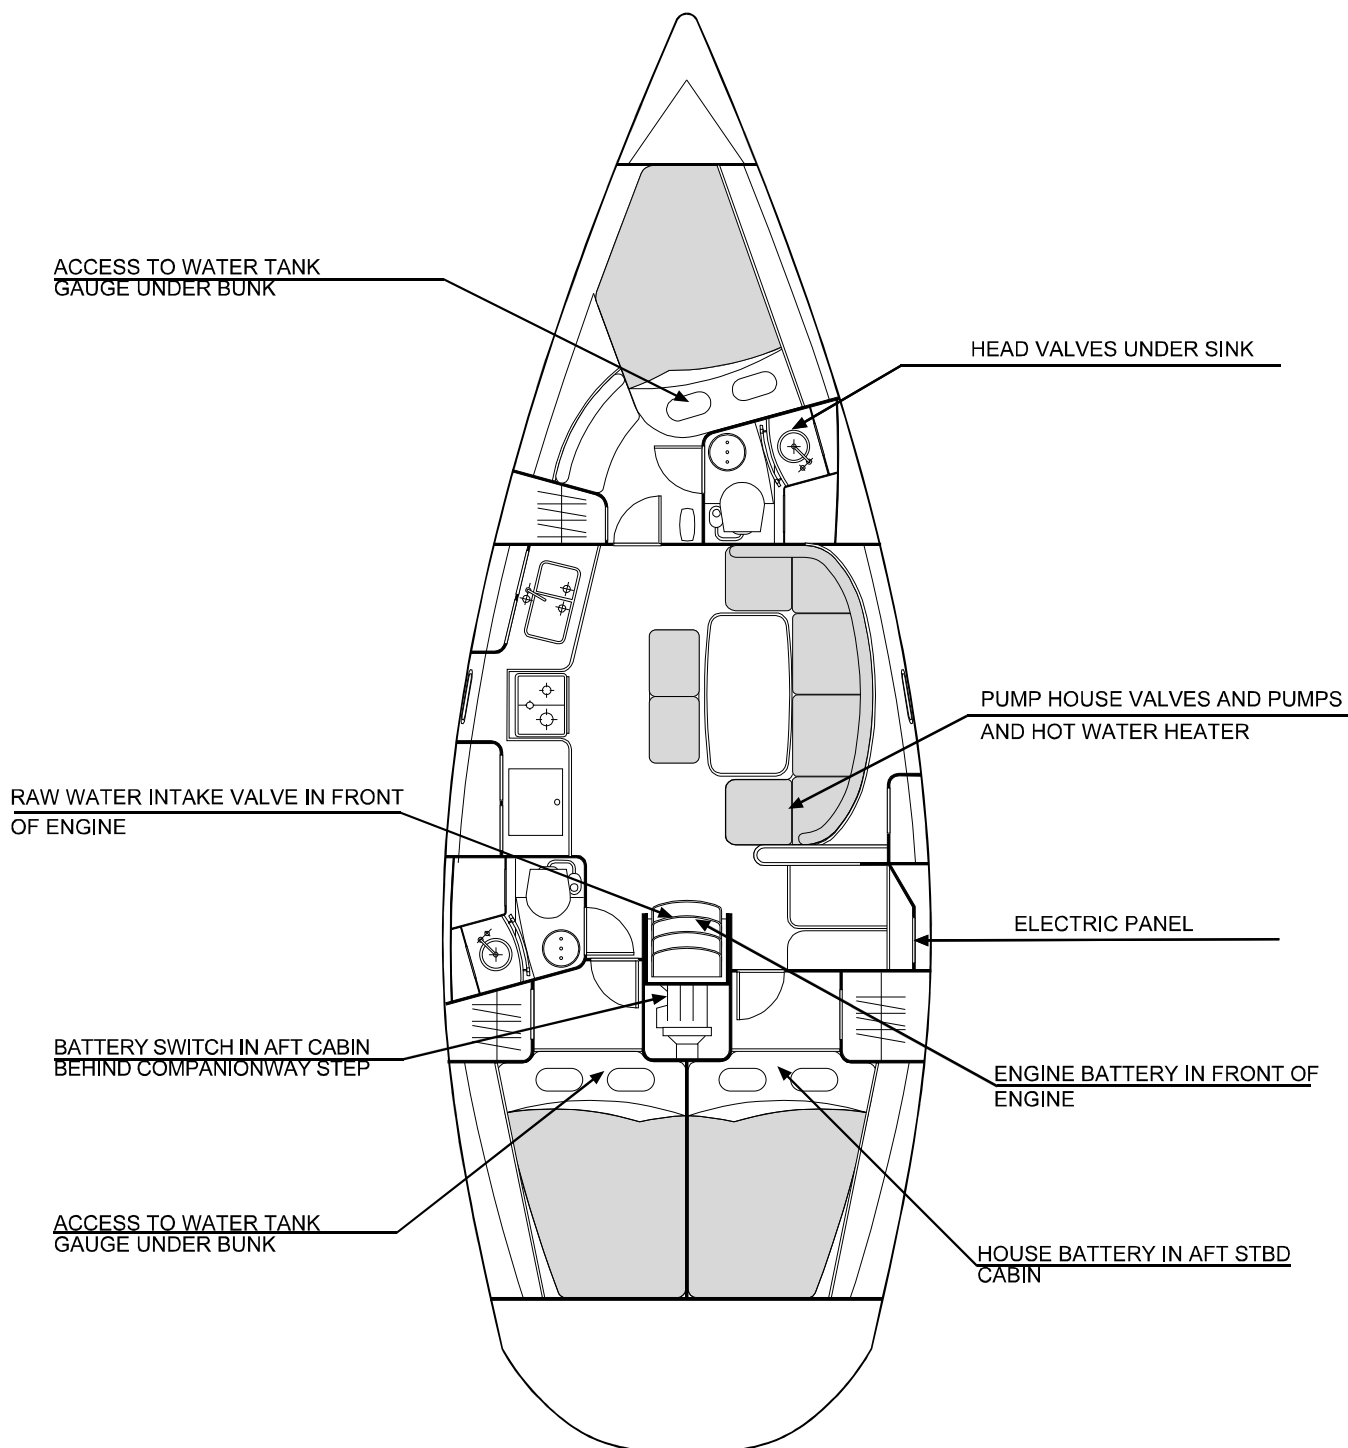 ACCESS TO WATER TANK
GAUGE UNDER BUNK
HEAD VALVES UNDER SINK
PUMP HOUSE VALVES AND PUMPS
AND HOT WATER HEATER
RAW WATER INTAKE VALVE IN FRONT
OF ENGINE
ELECTRIC PANEL
BATTERY SWITCH IN AFT CABIN
BEHIND COMPANIONWAY STEP
ENGINE BATTERY IN FRONT OF
ENGINE
ACCESS TO WATER TANK
GAUGE UNDER BUNK
HOUSE BATTERY IN AFT STBD
CABIN